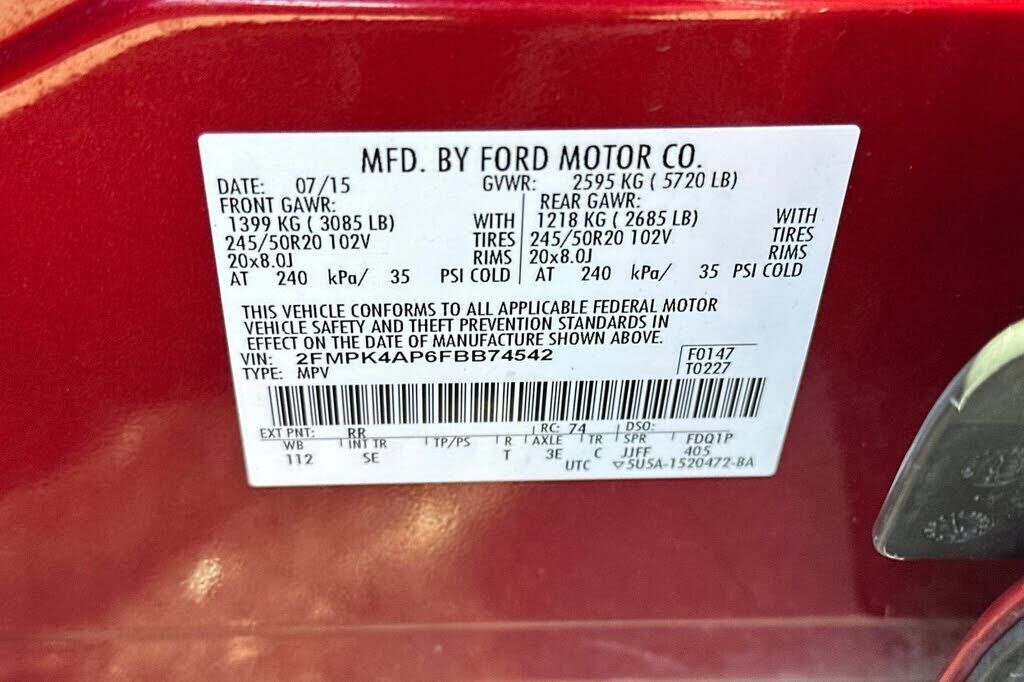 MFD. BY FORD MOTOR CO.
DATE: 07/15 GVWR: 2595 KG ( 5720 LB)
FRONT GAWR: REAR GAWR:
1399 KG ( 3085 LB) WITH 1218 KG ( 2685 LB) WITH
245/50R20 102V TIRES 245/50R20 102V TIRES
20x8.0J RIMS 20x8.0J RIMS
AT 240 kPa/ 35 PSI COLD AT 240 kPa/ 35 PSI COLD
THIS VEHICLE CONFORMS TO ALL APPLICABLE FEDERAL MOTOR
VEHICLE SAFETY AND THEFT PREVENTION STANDARDS IN
EFFECT ON THE DATE OF MANUFACTURE SHOWN ABOVE.
VIN: 2FMPK4AP6FBB74542 F0147
TYPE: MPV T0227
EXT PNT: RR RC: 74 DSO:
WB INT TR TP/PS R AXLE TR SPR FDQ1P
112 SE T 3E C JJFF 405
UTC ▽5U5A-1520472-BA